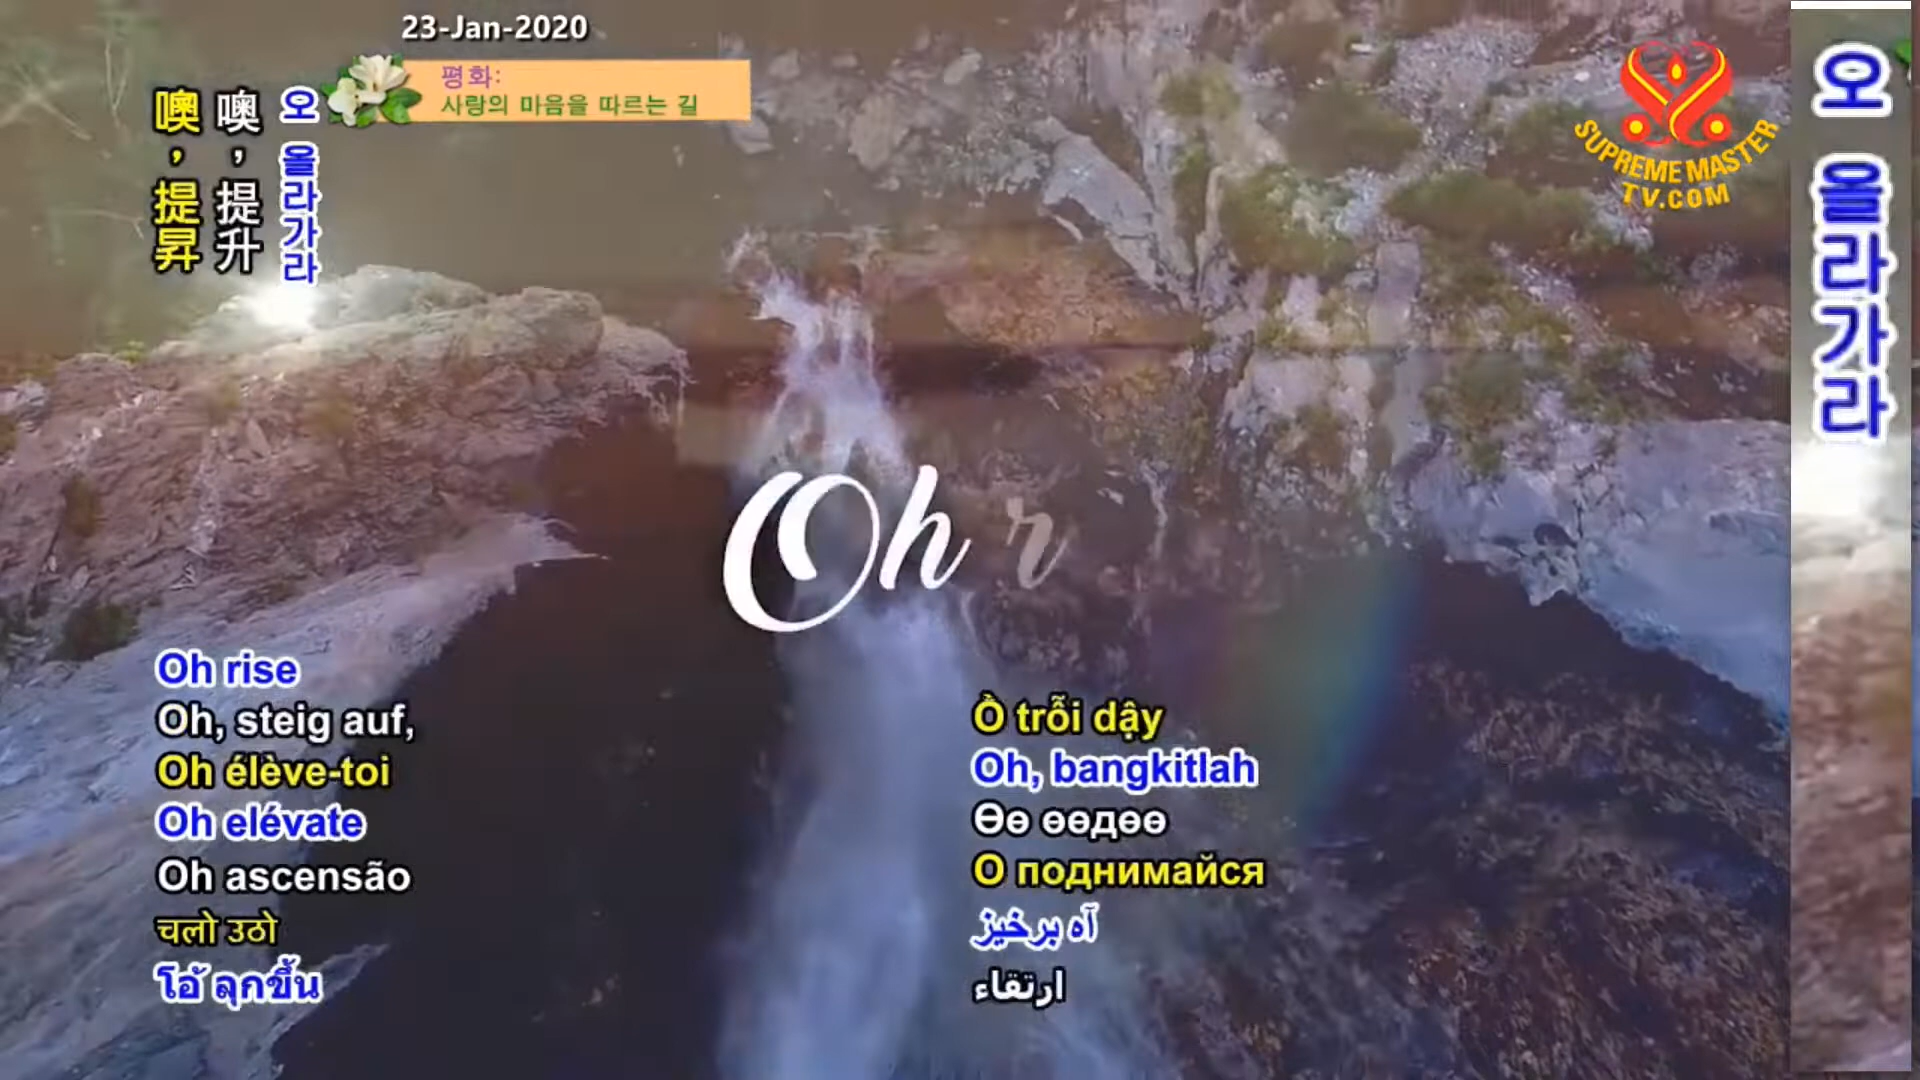 23-Jan-2020
평화:
사랑의 마음을 따르는 길
SUPREME MASTER
TV.COM
噢，提昇
噢，提升
오 올라가라
오 올라가라
Oh r
Oh rise
Oh, steig auf,
Oh élève-toi
Oh elévate
Oh ascensão
चलो उठो
โอ้ ลุกขึ้น
Ồ trỗi dậy
Oh, bangkitlah
Өө өөдөө
О поднимайся
آه برخیز
ارتقاء